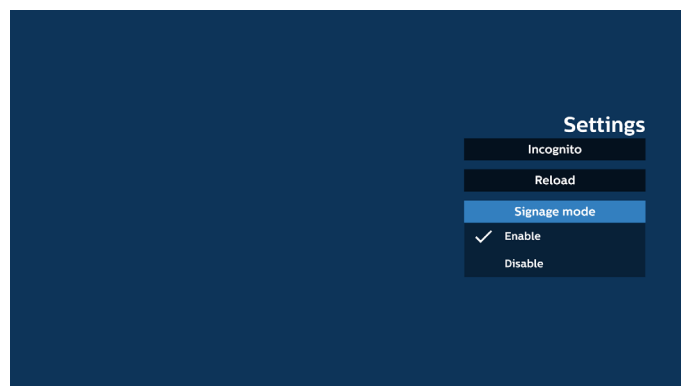 Settings
Incognito
Reload
Signage mode
Enable
Disable